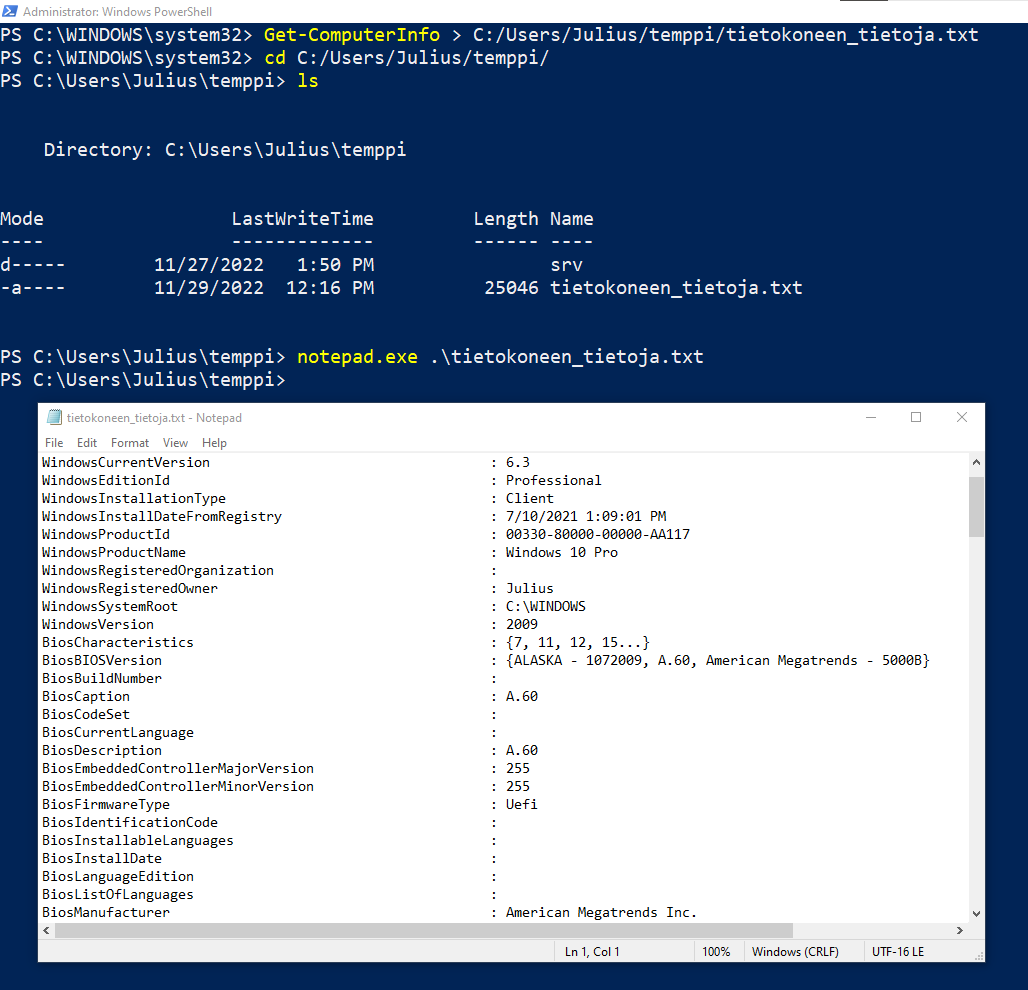 Administrator: Windows PowerShell
PS C:\WINDOWS\system32> Get-ComputerInfo > C:/Users/Julius/temppi/tietokoneen_tietoja.txt
PS C:\WINDOWS\system32> cd C:/Users/Julius/temppi/
PS C:\Users\Julius\temppi> ls
Directory: C:\Users\Julius\temppi
Mode LastWriteTime Length Name
---- ------------- ------ ----
d----- 11/27/2022 1:50 PM srv
-a---- 11/29/2022 12:16 PM 25046 tietokoneen_tietoja.txt
PS C:\Users\Julius\temppi> notepad.exe .\tietokoneen_tietoja.txt
PS C:\Users\Julius\temppi>
tietokoneen_tietoja.txt - Notepad
File Edit Format View Help
WindowsCurrentVersion : 6.3
WindowsEditionId : Professional
WindowsInstallationType : Client
WindowsInstallDateFromRegistry : 7/10/2021 1:09:01 PM
WindowsProductId : 00330-80000-00000-AA117
WindowsProductName : Windows 10 Pro
WindowsRegisteredOrganization :
WindowsRegisteredOwner : Julius
WindowsSystemRoot : C:\WINDOWS
WindowsVersion : 2009
BiosCharacteristics : {7, 11, 12, 15...}
BiosBIOSVersion : {ALASKA - 1072009, A.60, American Megatrends - 5000B}
BiosBuildNumber :
BiosCaption : A.60
BiosCodeSet :
BiosCurrentLanguage :
BiosDescription : A.60
BiosEmbeddedControllerMajorVersion : 255
BiosEmbeddedControllerMinorVersion : 255
BiosFirmwareType : Uefi
BiosIdentificationCode :
BiosInstallableLanguages :
BiosInstallDate :
BiosLanguageEdition :
BiosListOfLanguages :
BiosManufacturer : American Megatrends Inc.
Ln 1, Col 1 100% Windows (CRLF) UTF-16 LE